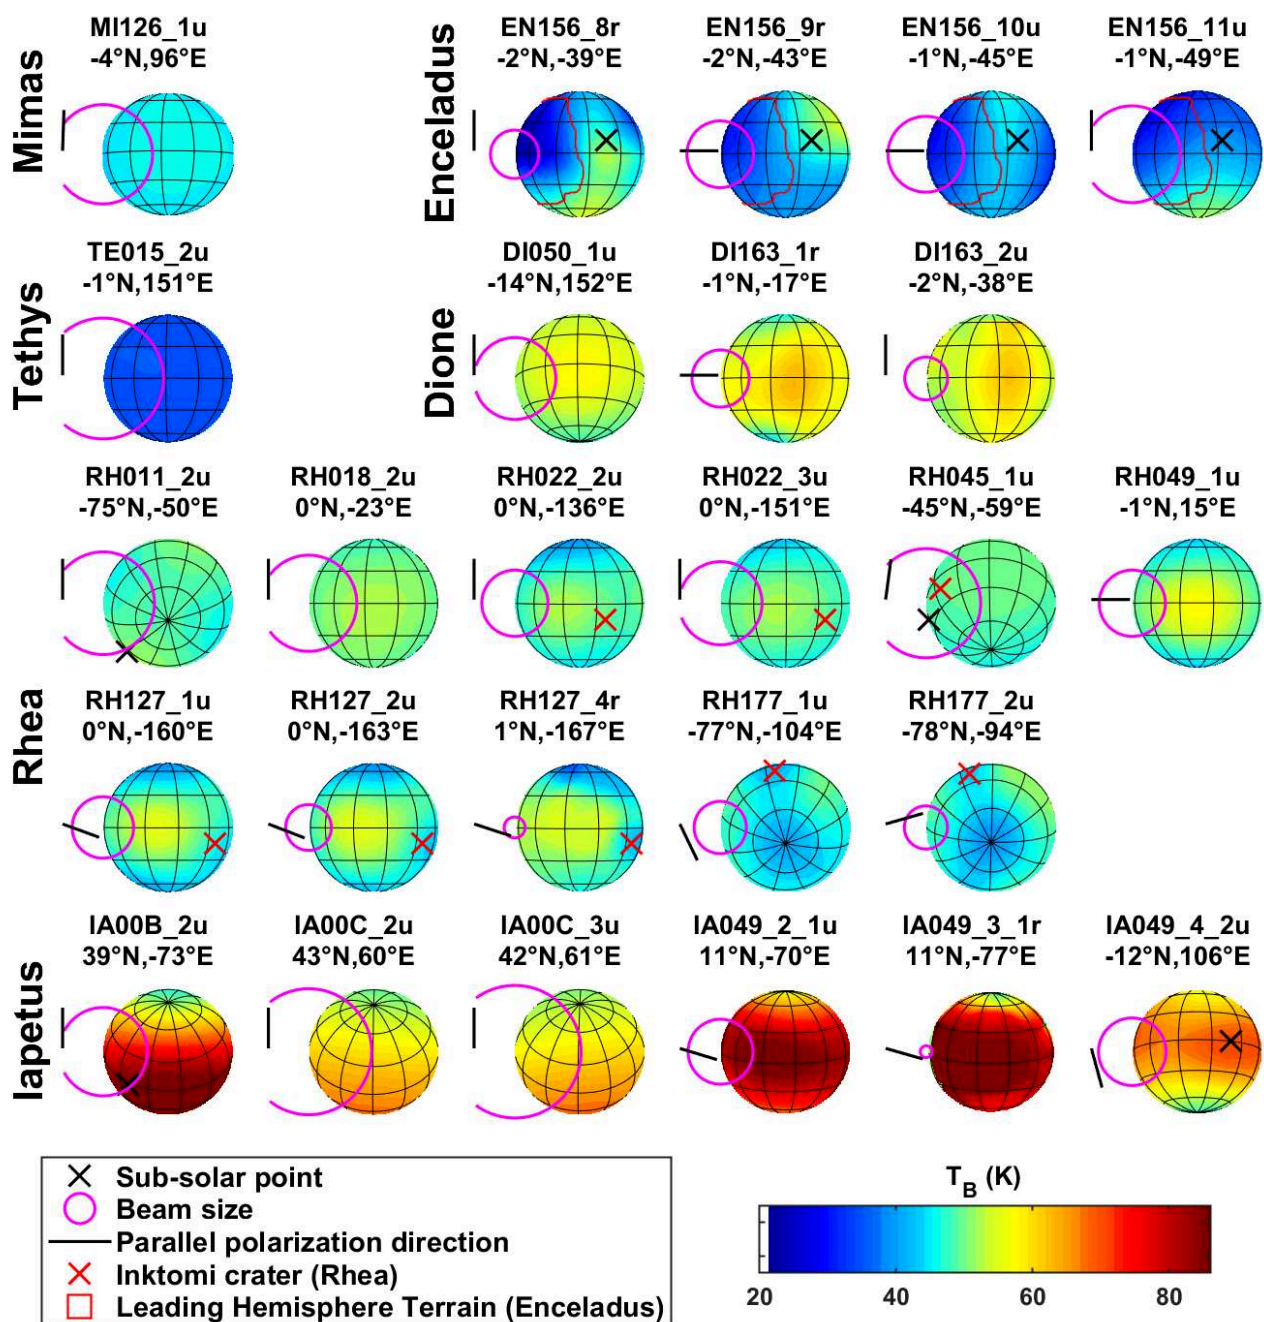 Mimas
MI126_1u
-4°N,96°E
Enceladus
EN156_8r
-2°N,-39°E
EN156_9r
-2°N,-43°E
EN156_10u
-1°N,-45°E
EN156_11u
-1°N,-49°E
Tethys
TE015_2u
-1°N,151°E
Dione
DI050_1u
-14°N,152°E
DI163_1r
-1°N,-17°E
DI163_2u
-2°N,-38°E
Rhea
RH011_2u
-75°N,-50°E
RH018_2u
0°N,-23°E
RH022_2u
0°N,-136°E
RH022_3u
0°N,-151°E
RH045_1u
-45°N,-59°E
RH049_1u
-1°N,15°E
RH127_1u
0°N,-160°E
RH127_2u
0°N,-163°E
RH127_4r
1°N,-167°E
RH177_1u
-77°N,-104°E
RH177_2u
-78°N,-94°E
Iapetus
IA00B_2u
39°N,-73°E
IA00C_2u
43°N,60°E
IA00C_3u
42°N,61°E
IA049_2_1u
11°N,-70°E
IA049_3_1r
11°N,-77°E
IA049_4_2u
-12°N,106°E
Sub-solar point
Beam size
Parallel polarization direction
Inktomi crater (Rhea)
Leading Hemisphere Terrain (Enceladus)
T_B (K)
20 40 60 80